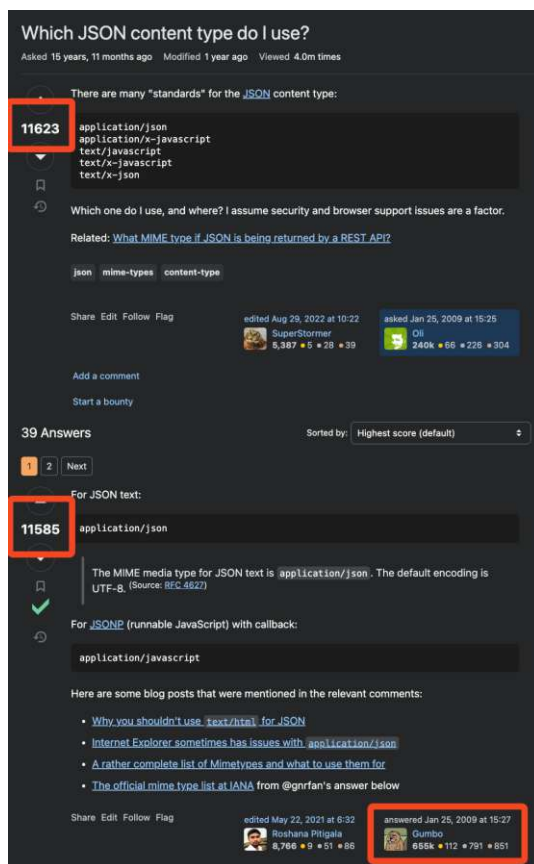 Which JSON content type do I use?
Asked 15 years, 11 months ago Modified 1 year ago Viewed 4.0m times
There are many "standards" for the JSON content type:
11623
application/json
application/x-javascript
text/javascript
text/x-javascript
text/x-json
Which one do I use, and where? I assume security and browser support issues are a factor.
Related: What MIME type if JSON is being returned by a REST API?
json mime-types content-type
Share Edit Follow Flag
edited Aug 29, 2022 at 10:22
SuperStormer
5,387 5 28 39
asked Jan 25, 2009 at 15:25
Oli
240k 66 226 304
Add a comment
Start a bounty
39 Answers
Sorted by: Highest score (default)
1 2 Next
For JSON text:
11585
application/json
The MIME media type for JSON text is application/json. The default encoding is
UTF-8. (Source: RFC 4627)
For JSONP (runnable JavaScript) with callback:
application/javascript
Here are some blog posts that were mentioned in the relevant comments:
• Why you shouldn't use text/html for JSON
• Internet Explorer sometimes has issues with application/json
• A rather complete list of Mimetypes and what to use them for
• The official mime type list at IANA from @gnrfan's answer below
Share Edit Follow Flag
edited May 22, 2021 at 6:32
Roshana Pitigala
8,766 9 51 86
answered Jan 25, 2009 at 15:27
Gumbo
655k 112 791 851